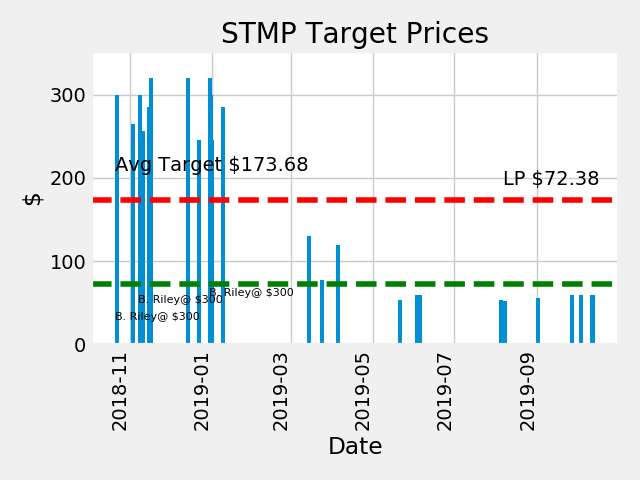 STMP Target Prices
$
300
200
100
0
Avg Target $173.68
LP $72.38
B. Riley@ $300
B. Riley@ $300
B. Riley@ $300
2018-11
2019-01
2019-03
2019-05
2019-07
2019-09
Date